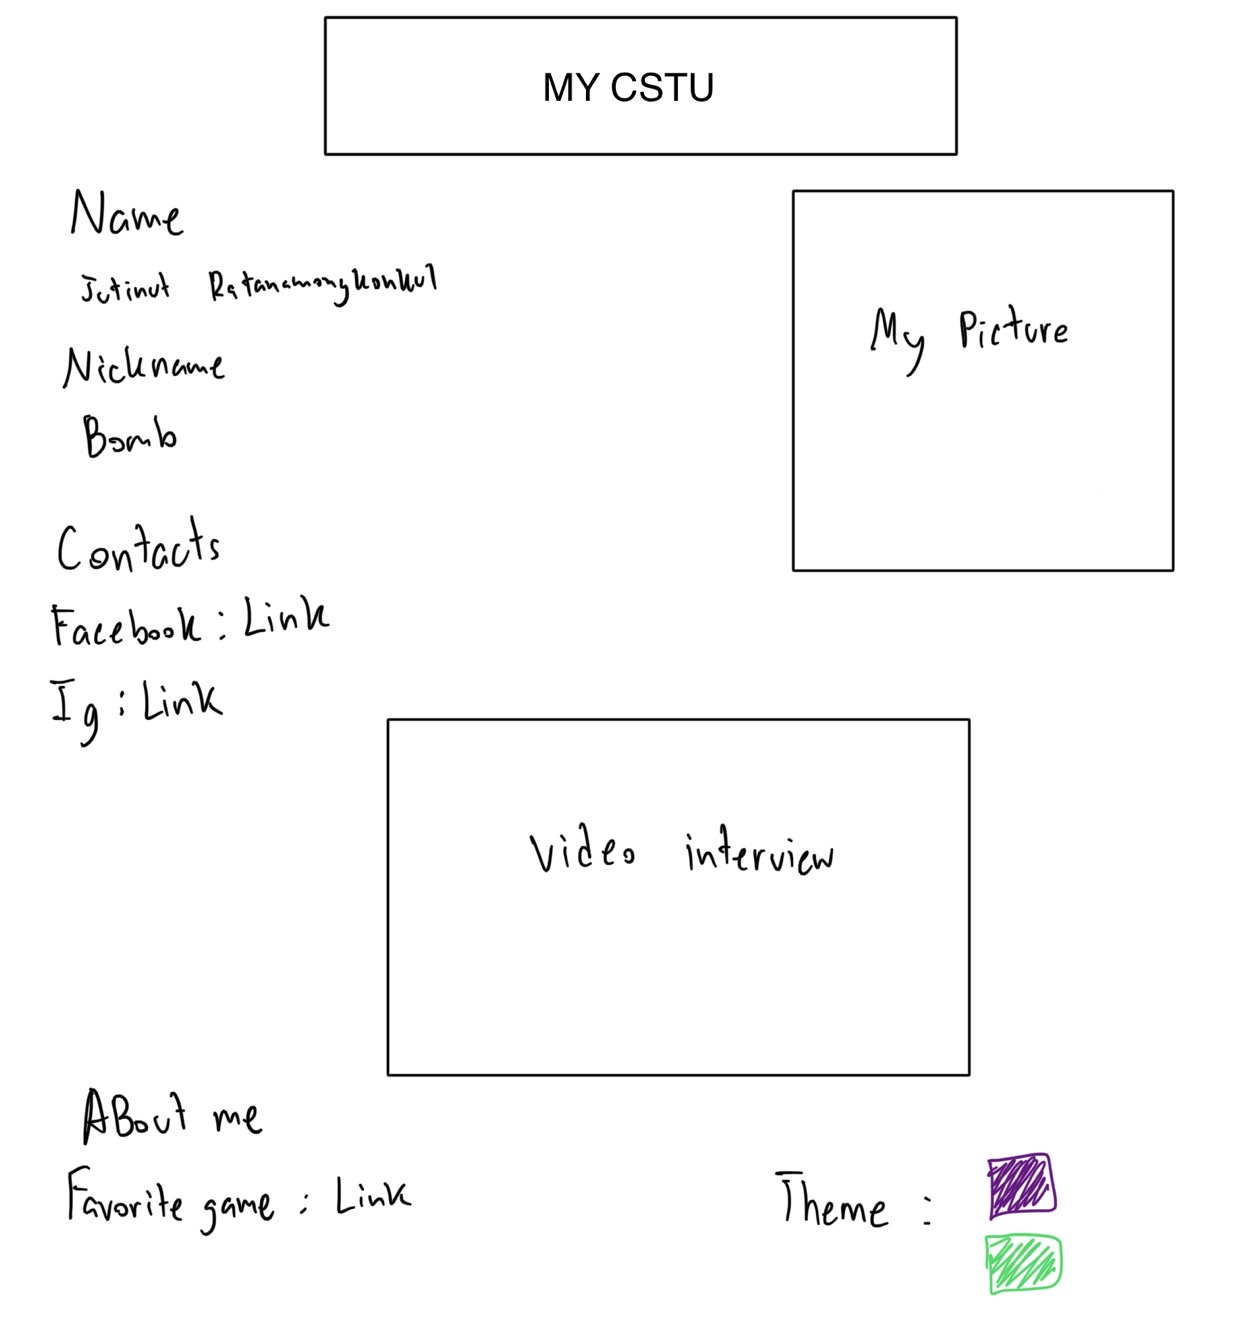 MY CSTU
Name
Jutinut Ratanamongkonkul
Nickname
Bomb
Contacts
Facebook : Link
Ig : Link
My Picture
Video interview
ABout me
Favorite game : Link
Theme :